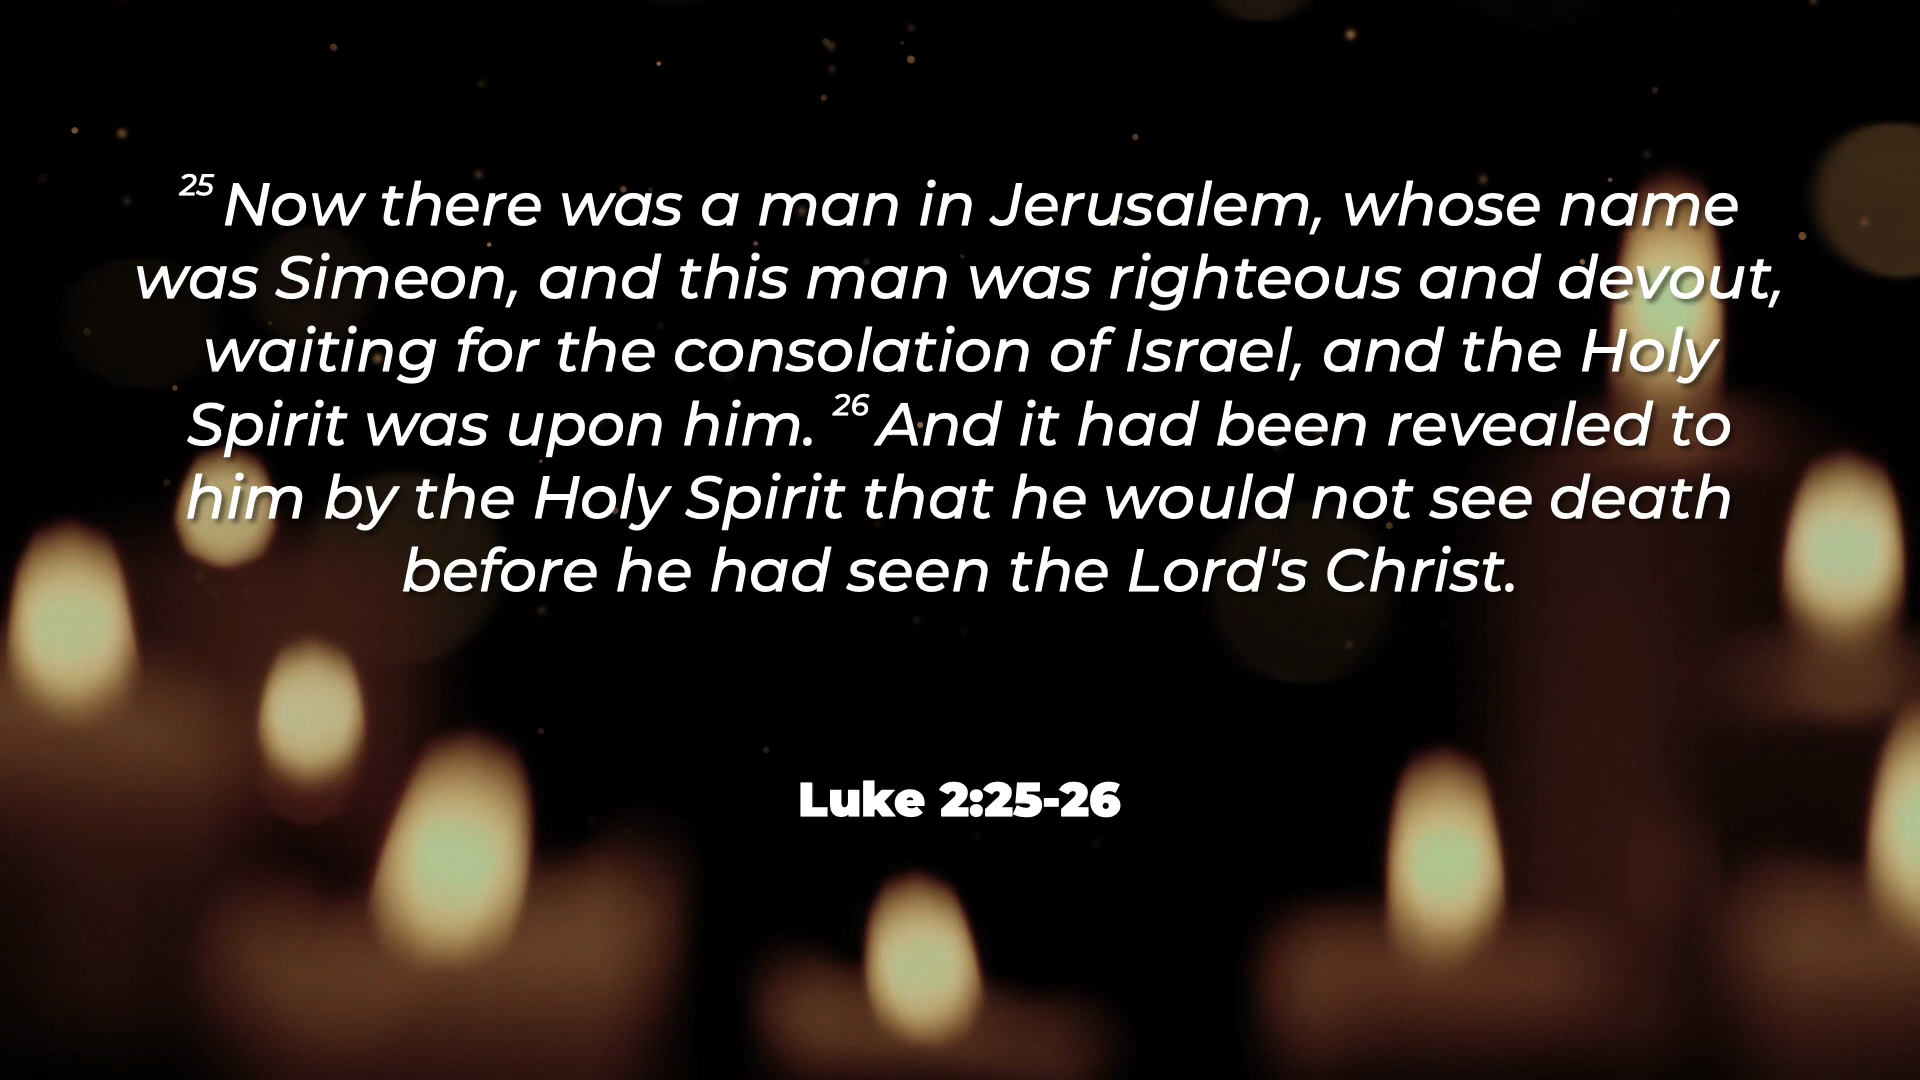 25 Now there was a man in Jerusalem, whose name
was Simeon, and this man was righteous and devout,
waiting for the consolation of Israel, and the Holy
Spirit was upon him. 26 And it had been revealed to
him by the Holy Spirit that he would not see death
before he had seen the Lord's Christ.
Luke 2:25-26